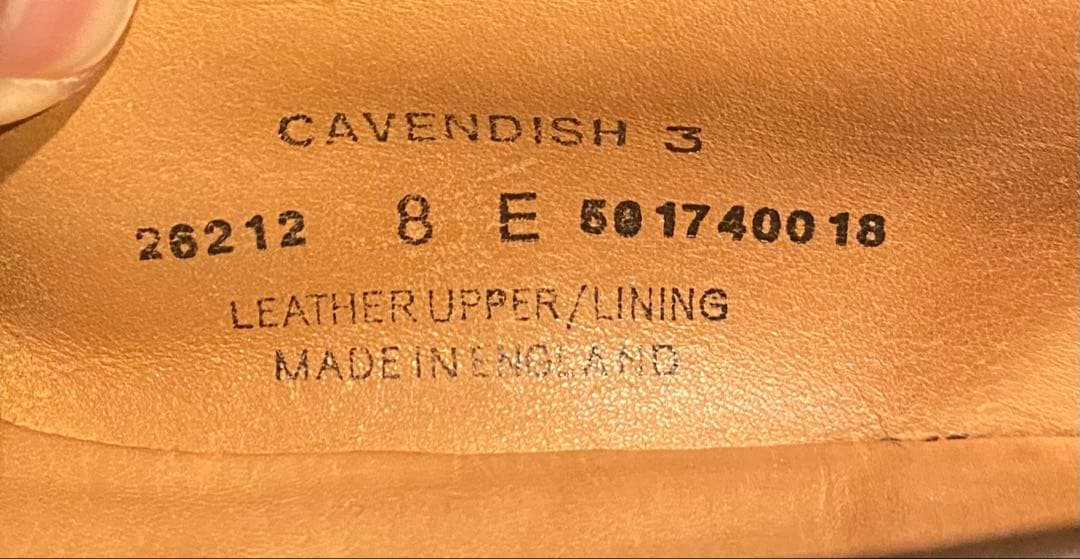 CAVENDISH 3
26212 8 E 501740018
LEATHER UPPER/LINING
MADE IN ENGLAND